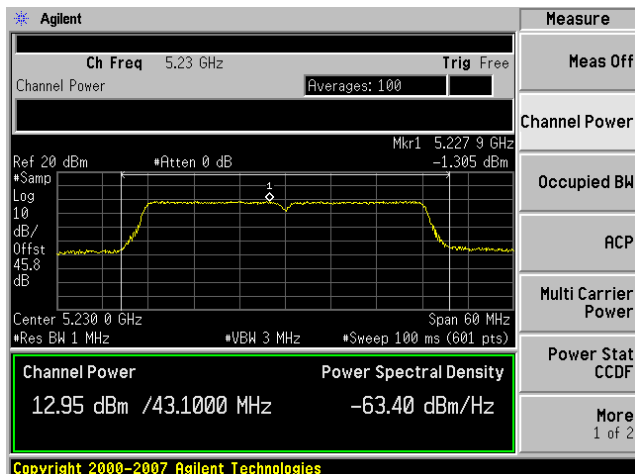 Agilent
Measure
Ch Freq 5.23 GHz Trig Free
Channel Power Averages: 100
Mkr1 5.227 9 GHz
Ref 20 dBm #Atten 0 dB -1.305 dBm
#Samp
Log
10
dB/
Offst
45.8
dB
1
Center 5.230 0 GHz Span 60 MHz
#Res BW 1 MHz #VBW 3 MHz #Sweep 100 ms (601 pts)
Channel Power Power Spectral Density
12.95 dBm /43.1000 MHz -63.40 dBm/Hz
Copyright 2000-2007 Agilent Technologies
Meas Off
Channel Power
Occupied BW
ACP
Multi Carrier
Power
Power Stat
CCDF
More
1 of 2